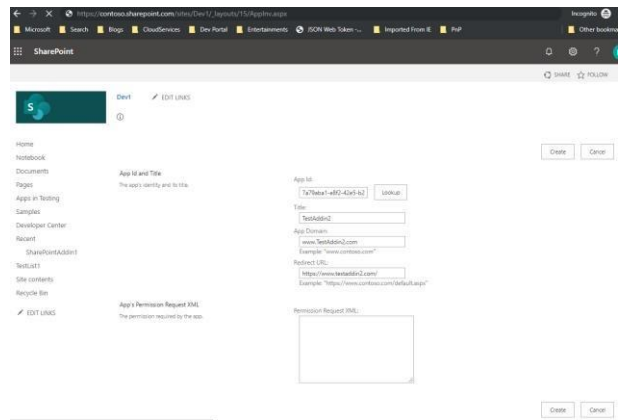 https://contoso.sharepoint.com/sites/Dev1/_layouts/15/AppInv.aspx
Incognito
Microsoft Search Blogs CloudServices Dev Portal Entertainments JSON Web Token -... Imported From IE PnP Other bookma
SharePoint
SHARE FOLLOW
S
Dev1 EDIT LINKS
Home
Notebook
Documents
Pages
Apps in Testing
Samples
Developer Center
Recent
SharePointAddin1
TestList1
Site contents
Recycle Bin
EDIT LINKS
Create Cancel
App Id and Title
The app's identity and its title.
App Id:
Lookup
Title:
TestAddin2
App Domain:
www.TestAddin2.com
Example: "www.contoso.com"
Redirect URL:
https://www.testaddin2.com/
Example: "https://www.contoso.com/default.aspx"
App's Permission Request XML
The permission required by the app.
Permission Request XML:
Create Cancel